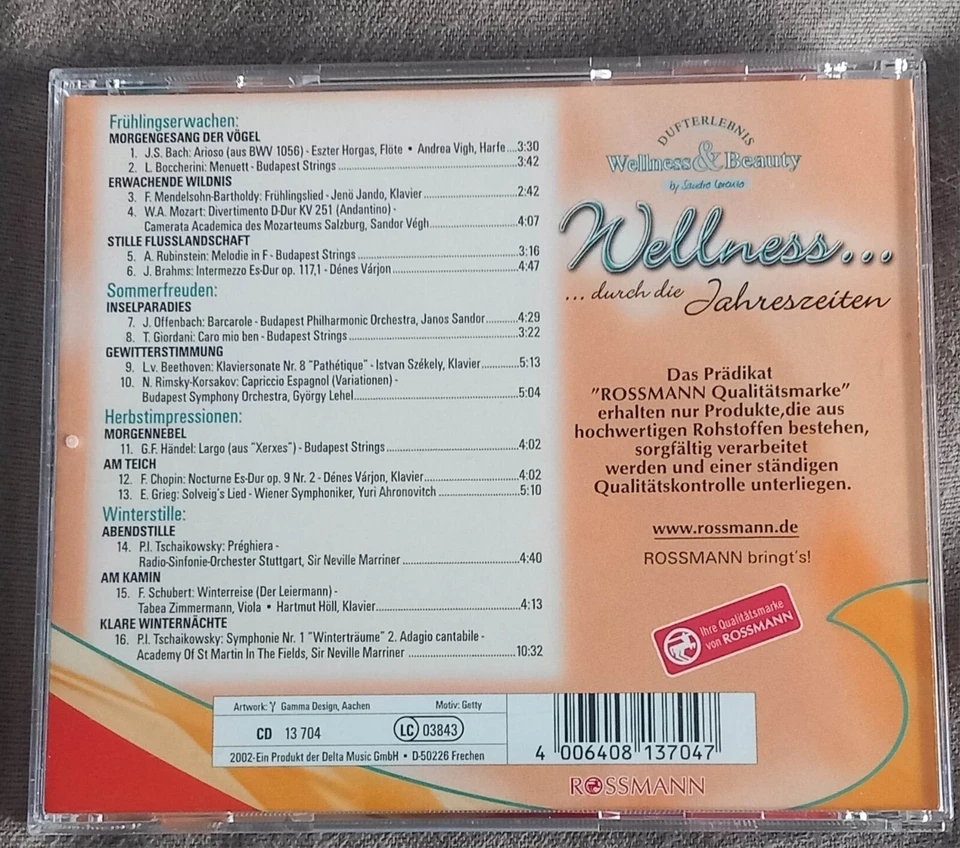 Frühlingserwachen:
MORGENGESANG DER VÖGEL
1. J.S. Bach: Arioso (aus BWV 1056) - Eszter Horgas, Flöte • Andrea Vigh, Harfe....3:30
2. L. Boccherini: Menuett - Budapest Strings....3:42
ERWACHENDE WILDNIS
3. F. Mendelsohn-Bartholdy: Frühlingslied - Jenö Jando, Klavier....2:42
4. W.A. Mozart: Divertimento D-Dur KV 251 (Andantino) -
Camerata Academica des Mozarteums Salzburg, Sandor Végh....4:07
STILLE FLUSSLANDSCHAFT
5. A. Rubinstein: Melodie in F - Budapest Strings....3:16
6. J. Brahms: Intermezzo Es-Dur op. 117,1 - Dénes Várjon....4:47
Sommerfreuden:
INSELPARADIES
7. J. Offenbach: Barcarole - Budapest Philharmonic Orchestra, Janos Sandor....4:29
8. T. Giordani: Caro mio ben - Budapest Strings....3:22
GEWITTERSTIMMUNG
9. L.v. Beethoven: Klaviersonate Nr. 8 "Pathétique" - Istvan Székely, Klavier....5:13
10. N. Rimsky-Korsakov: Capriccio Espagnol (Variationen) -
Budapest Symphony Orchestra, György Lehel....5:04
Herbstimpressionen:
MORGENNEBEL
11. G.F. Händel: Largo (aus "Xerxes") - Budapest Strings....4:02
AM TEICH
12. F. Chopin: Nocturne Es-Dur op. 9 Nr. 2 - Dénes Várjon, Klavier....4:02
13. E. Grieg: Solveig's Lied - Wiener Symphoniker, Yuri Ahronovitch....5:10
Winterstille:
ABENDSTILLE
14. P.I. Tschaikowsky: Préghiera -
Radio-Sinfonie-Orchester Stuttgart, Sir Neville Marriner....4:40
AM KAMIN
15. F. Schubert: Winterreise (Der Leiermann) -
Tabea Zimmermann, Viola • Hartmut Höll, Klavier....4:13
KLARE WINTERNÄCHTE
16. P.I. Tschaikowsky: Symphonie Nr. 1 "Winterträume" 2. Adagio cantabile -
Academy Of St Martin In The Fields, Sir Neville Marriner....10:32
DUFTERLEBNIS
Wellness & Beauty
by Sandro Lorenzo
Wellness...
...durch die Jahreszeiten
Das Prädikat
"ROSSMANN Qualitätsmarke"
erhalten nur Produkte,die aus
hochwertigen Rohstoffen bestehen,
sorgfältig verarbeitet
werden und einer ständigen
Qualitätskontrolle unterliegen.
www.rossmann.de
ROSSMANN bringt's!
Ihre Qualitätsmarke
von ROSSMANN
Artwork: γ Gamma Design, Aachen Motiv: Getty
CD 13 704 LC 03843
2002-Ein Produkt der Delta Music GmbH • D-50226 Frechen
4 006408 137047
ROSSMANN